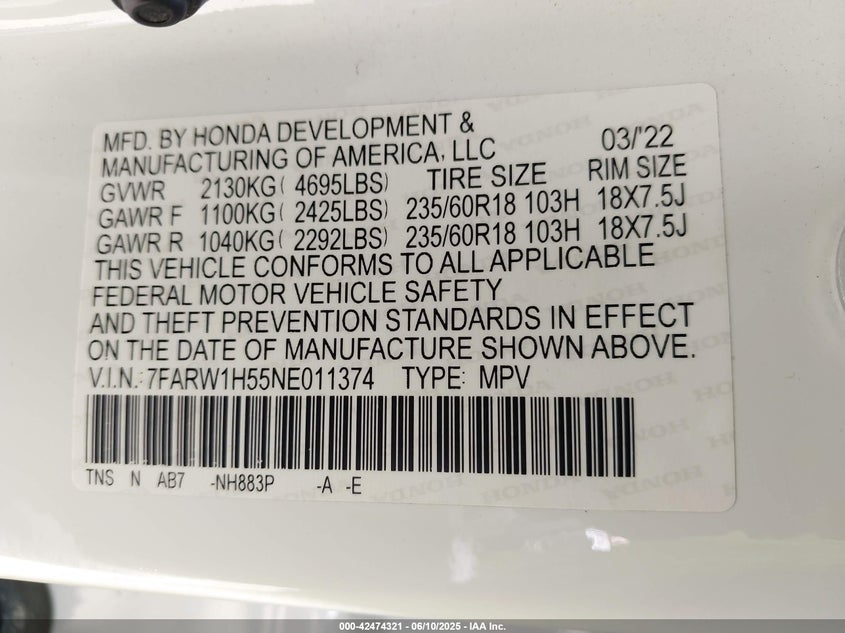 MFD. BY HONDA DEVELOPMENT & 03/'22
MANUFACTURING OF AMERICA, LLC
GVWR 2130KG( 4695LBS) TIRE SIZE RIM SIZE
GAWR F 1100KG( 2425LBS) 235/60R18 103H 18X7.5J
GAWR R 1040KG( 2292LBS) 235/60R18 103H 18X7.5J
THIS VEHICLE CONFORMS TO ALL APPLICABLE
FEDERAL MOTOR VEHICLE SAFETY
AND THEFT PREVENTION STANDARDS IN EFFECT
ON THE DATE OF MANUFACTURE SHOWN ABOVE.
V.I.N.:7FARW1H55NE011374 TYPE: MPV
TNS N AB7 -NH883P -A -E
000-42474321 - 06/10/2025 - IAA Inc.